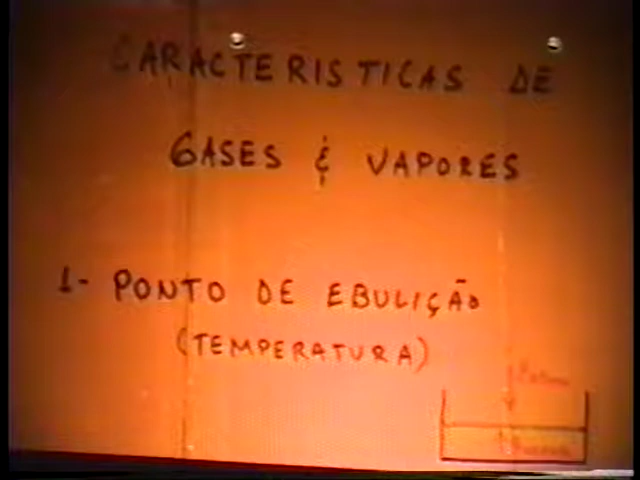 CARACTERISTICAS DE
GASES & VAPORES
1- PONTO DE EBULIÇÃO
(TEMPERATURA)